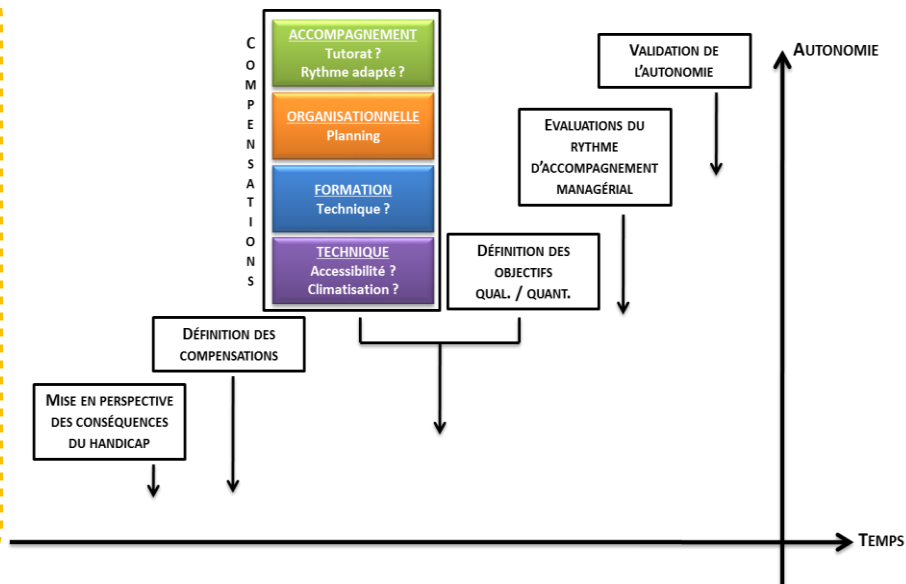 COMPENSATIONS
ACCOMPAGNEMENT
Tutorat ?
Rythme adapté ?
ORGANISATIONNELLE
Planning
FORMATION
Technique ?
TECHNIQUE
Accessibilité ?
Climatisation ?
VALIDATION DE
L'AUTONOMIE
AUTONOMIE
EVALUATIONS DU
RYTHME
D'ACCOMPAGNEMENT
MANAGÉRIAL
DÉFINITION DES
OBJECTIFS
QUAL. / QUANT.
DÉFINITION DES
COMPENSATIONS
MISE EN PERSPECTIVE
DES CONSÉQUENCES
DU HANDICAP
TEMPS